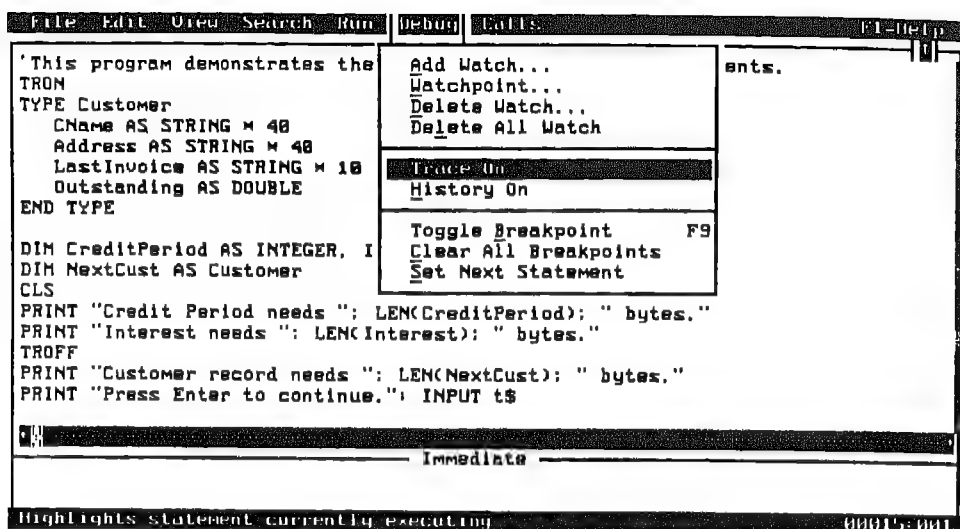 File Edit View Search Run Debug Calls F1-Help
'This program demonstrates the
ents.
TRON
TYPE Customer
CName AS STRING * 40
Address AS STRING * 40
LastInvoice AS STRING * 10
Outstanding AS DOUBLE
END TYPE
DIM CreditPeriod AS INTEGER, I
DIM NextCust AS Customer
CLS
PRINT "Credit Period needs "; LEN(CreditPeriod); " bytes."
PRINT "Interest needs "; LEN(Interest); " bytes."
TROFF
PRINT "Customer record needs "; LEN(NextCust); " bytes."
PRINT "Press Enter to continue."; INPUT t$
Add Watch...
Watchpoint...
Delete Watch...
Delete All Watch
Trace On
History On
Toggle Breakpoint F9
Clear All Breakpoints
Set Next Statement
Immediate
Highlights statement currently executing 00015:001